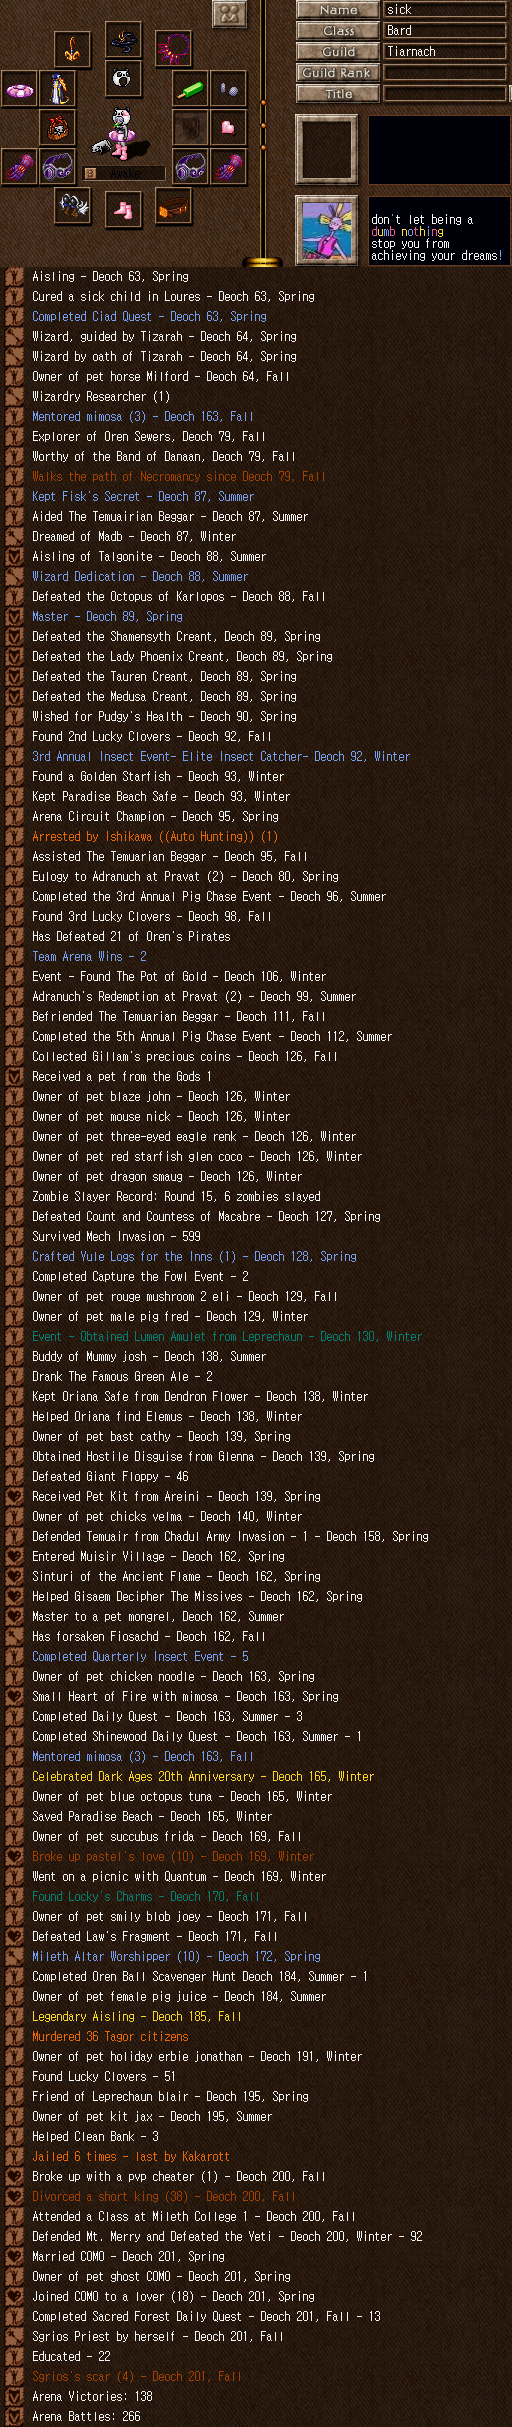 Name sick
Class Bard
Guild Tiarnach
Guild Rank
Title
Awake
don't let being a
dumb nothing
stop you from
achieving your dreams!
Aisling - Deoch 63, Spring
Cured a sick child in Loures - Deoch 63, Spring
Completed Ciad Quest - Deoch 63, Spring
Wizard, guided by Tizarah - Deoch 64, Spring
Wizard by oath of Tizarah - Deoch 64, Spring
Owner of pet horse Milford - Deoch 64, Fall
Wizardry Researcher (1)
Mentored mimosa (3) - Deoch 163, Fall
Explorer of Oren Sewers, Deoch 79, Fall
Worthy of the Band of Danaan, Deoch 79, Fall
Walks the path of Necromancy since Deoch 79, Fall
Kept Fisk's Secret - Deoch 87, Summer
Aided The Temuairian Beggar - Deoch 87, Summer
Dreamed of Madb - Deoch 87, Winter
Aisling of Talgonite - Deoch 88, Summer
Wizard Dedication - Deoch 88, Summer
Defeated the Octopus of Karlopos - Deoch 88, Fall
Master - Deoch 89, Spring
Defeated the Shamensyth Creant, Deoch 89, Spring
Defeated the Lady Phoenix Creant, Deoch 89, Spring
Defeated the Tauren Creant, Deoch 89, Spring
Defeated the Medusa Creant, Deoch 89, Spring
Wished for Pudgy's Health - Deoch 90, Spring
Found 2nd Lucky Clovers - Deoch 92, Fall
3rd Annual Insect Event- Elite Insect Catcher- Deoch 92, Winter
Found a Golden Starfish - Deoch 93, Winter
Kept Paradise Beach Safe - Deoch 93, Winter
Arena Circuit Champion - Deoch 95, Spring
Arrested by Ishikawa ((Auto Hunting)) (1)
Assisted The Temuarian Beggar - Deoch 95, Fall
Eulogy to Adranuch at Pravat (2) - Deoch 80, Spring
Completed the 3rd Annual Pig Chase Event - Deoch 96, Summer
Found 3rd Lucky Clovers - Deoch 98, Fall
Has Defeated 21 of Oren's Pirates
Team Arena Wins - 2
Event - Found The Pot of Gold - Deoch 106, Winter
Adranuch's Redemption at Pravat (2) - Deoch 99, Summer
Befriended The Temuarian Beggar - Deoch 111, Fall
Completed the 5th Annual Pig Chase Event - Deoch 112, Summer
Collected Gillam's precious coins - Deoch 126, Fall
Received a pet from the Gods 1
Owner of pet blaze john - Deoch 126, Winter
Owner of pet mouse nick - Deoch 126, Winter
Owner of pet three-eyed eagle renk - Deoch 126, Winter
Owner of pet red starfish glen coco - Deoch 126, Winter
Owner of pet dragon smaug - Deoch 126, Winter
Zombie Slayer Record: Round 15, 6 zombies slayed
Defeated Count and Countess of Macabre - Deoch 127, Spring
Survived Mech Invasion - 599
Crafted Yule Logs for the Inns (1) - Deoch 128, Spring
Completed Capture the Fowl Event - 2
Owner of pet rouge mushroom 2 eli - Deoch 129, Fall
Owner of pet male pig fred - Deoch 129, Winter
Event - Obtained Lumen Amulet from Leprechaun - Deoch 130, Winter
Buddy of Mummy josh - Deoch 138, Summer
Drank The Famous Green Ale - 2
Kept Oriana Safe from Dendron Flower - Deoch 138, Winter
Helped Oriana find Elemus - Deoch 138, Winter
Owner of pet bast cathy - Deoch 139, Spring
Obtained Hostile Disguise from Glenna - Deoch 139, Spring
Defeated Giant Floppy - 46
Received Pet Kit from Areini - Deoch 139, Spring
Owner of pet chicks velma - Deoch 140, Winter
Defended Temuair from Chadul Army Invasion - 1 - Deoch 158, Spring
Entered Muisir Village - Deoch 162, Spring
Sinturi of the Ancient Flame - Deoch 162, Spring
Helped Gisaem Decipher The Missives - Deoch 162, Spring
Master to a pet mongrel, Deoch 162, Summer
Has forsaken Fiosachd - Deoch 162, Fall
Completed Quarterly Insect Event - 5
Owner of pet chicken noodle - Deoch 163, Spring
Small Heart of Fire with mimosa - Deoch 163, Spring
Completed Daily Quest - Deoch 163, Summer - 3
Completed Shinewood Daily Quest - Deoch 163, Summer - 1
Mentored mimosa (3) - Deoch 163, Fall
Celebrated Dark Ages 20th Anniversary - Deoch 165, Winter
Owner of pet blue octopus tuna - Deoch 165, Winter
Saved Paradise Beach - Deoch 165, Winter
Owner of pet succubus frida - Deoch 169, Fall
Broke up pastel's love (10) - Deoch 169, Winter
Went on a picnic with Quantum - Deoch 169, Winter
Found Locky's Charms - Deoch 170, Fall
Owner of pet smily blob joey - Deoch 171, Fall
Defeated Law's Fragment - Deoch 171, Fall
Mileth Altar Worshipper (10) - Deoch 172, Spring
Completed Oren Ball Scavenger Hunt Deoch 184, Summer - 1
Owner of pet female pig juice - Deoch 184, Summer
Legendary Aisling - Deoch 185, Fall
Murdered 36 Tagor citizens
Owner of pet holiday erbie jonathan - Deoch 191, Winter
Found Lucky Clovers - 51
Friend of Leprechaun blair - Deoch 195, Spring
Owner of pet kit jax - Deoch 195, Summer
Helped Clean Bank - 3
Jailed 6 times - last by Kakarott
Broke up with a pvp cheater (1) - Deoch 200, Fall
Divorced a short king (38) - Deoch 200, Fall
Attended a Class at Mileth College 1 - Deoch 200, Fall
Defended Mt. Merry and Defeated the Yeti - Deoch 200, Winter - 92
Married COMO - Deoch 201, Spring
Owner of pet ghost COMO - Deoch 201, Spring
Joined COMO to a lover (18) - Deoch 201, Spring
Completed Sacred Forest Daily Quest - Deoch 201, Fall - 13
Sgrios Priest by herself - Deoch 201, Fall
Educated - 22
Sgrios's scar (4) - Deoch 201, Fall
Arena Victories: 138
Arena Battles: 266